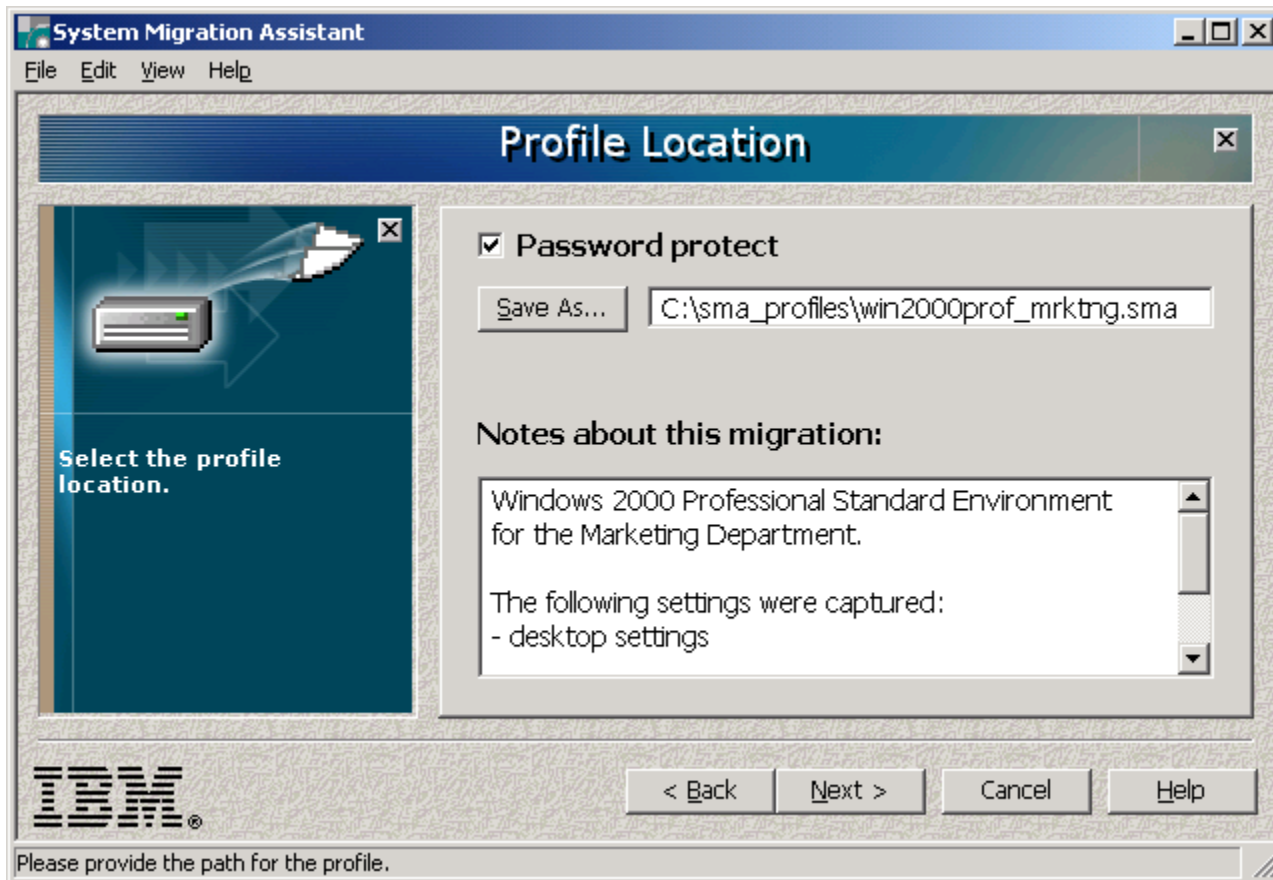 System Migration Assistant
File Edit View Help
Profile Location
Password protect
Save As...
C:\sma_profiles\win2000prof_mrktng.sma
Select the profile
location.
Notes about this migration:
Windows 2000 Professional Standard Environment
for the Marketing Department.
The following settings were captured:
- desktop settings
IBM®
< Back
Next >
Cancel
Help
Please provide the path for the profile.